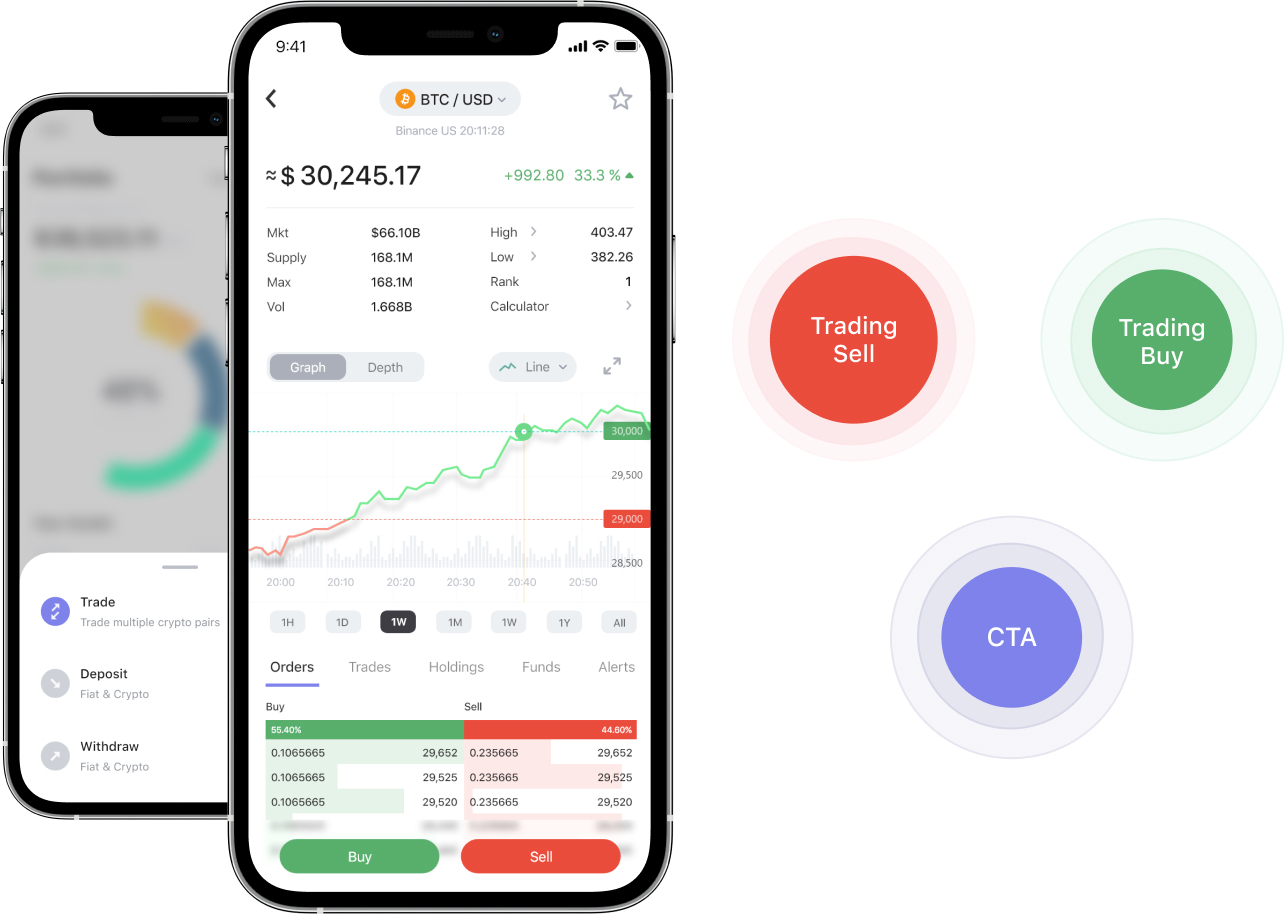 9:41
BTC / USD
Binance US 20:11:28
≈ $ 30,245.17 +992.80 33.3 %
Mkt $66.10B High 403.47
Supply 168.1M Low 382.26
Max 168.1M Rank 1
Vol 1.668B Calculator
Graph Depth Line
30,000
29,500
29,000
28,500
20:00 20:10 20:20 20:30 20:40 20:50
1H 1D 1W 1M 1W 1Y All
Orders Trades Holdings Funds Alerts
Buy Sell
55.40% 44.60%
0.1065665 29,652 0.235665 29,652
0.1065665 29,525 0.235665 29,525
0.1065665 29,520 0.235665 29,520
Buy Sell
Trade
Trade multiple crypto pairs
Deposit
Fiat & Crypto
Withdraw
Fiat & Crypto
Trading
Sell
Trading
Buy
CTA